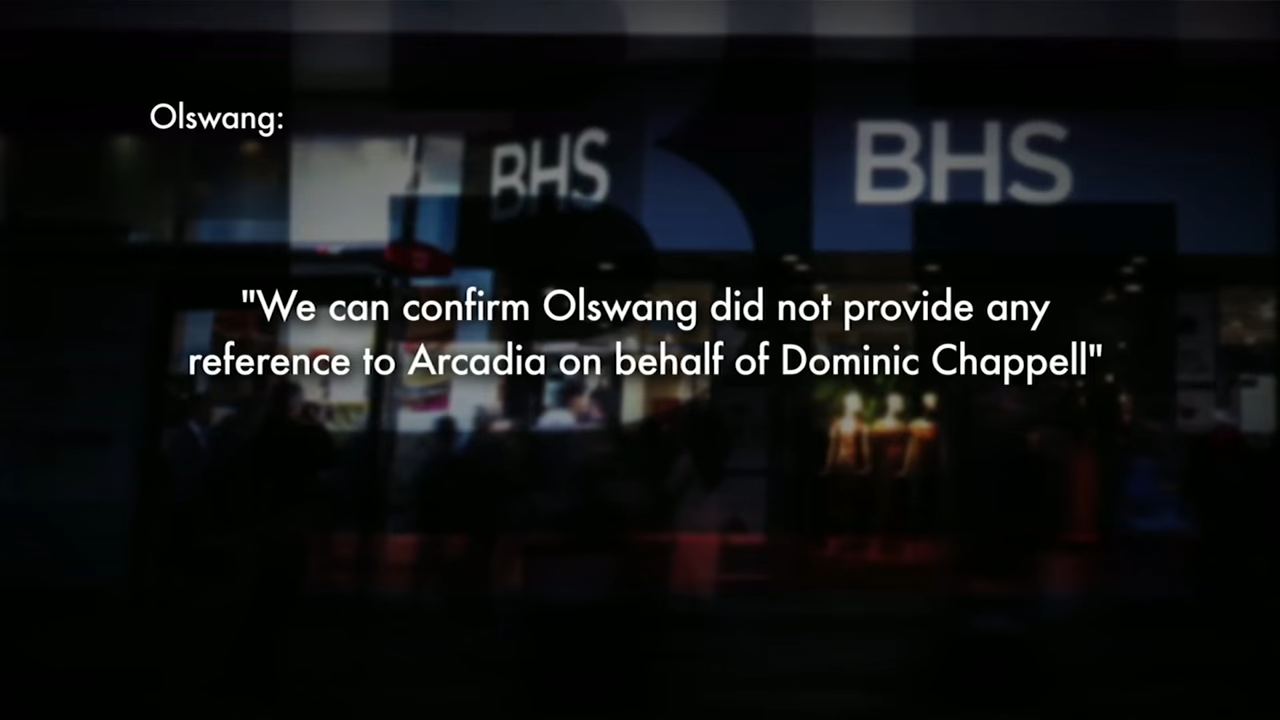 Olswang:
BHS
BHS
"We can confirm Olswang did not provide any
reference to Arcadia on behalf of Dominic Chappell"